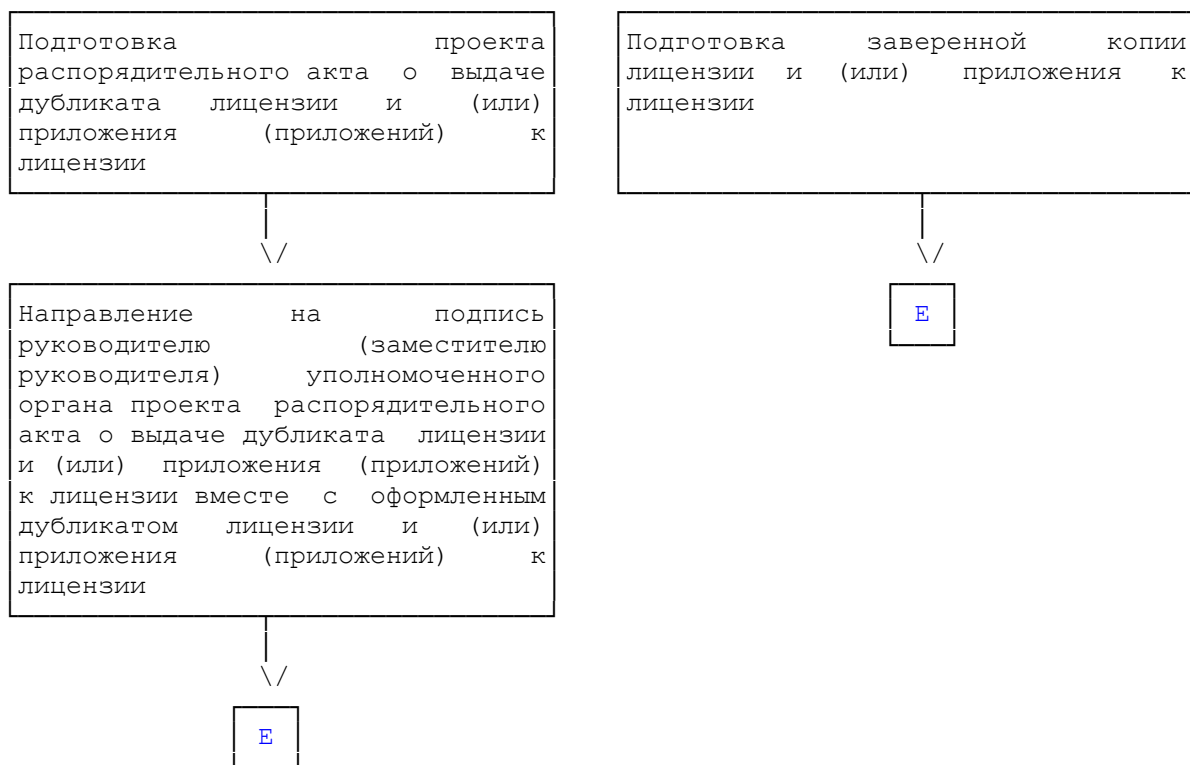 Подготовка проекта
распорядительного акта о выдаче
дубликата лицензии и (или)
приложения (приложений) к
лицензии
Подготовка заверенной копии
лицензии и (или) приложения к
лицензии
\/
\/
Направление на подпись
руководителю (заместителю
руководителя) уполномоченного
органа проекта распорядительного
акта о выдаче дубликата лицензии
и (или) приложения (приложений)
к лицензии вместе с оформленным
дубликатом лицензии и (или)
приложения (приложений) к
лицензии
Е
\/
Е